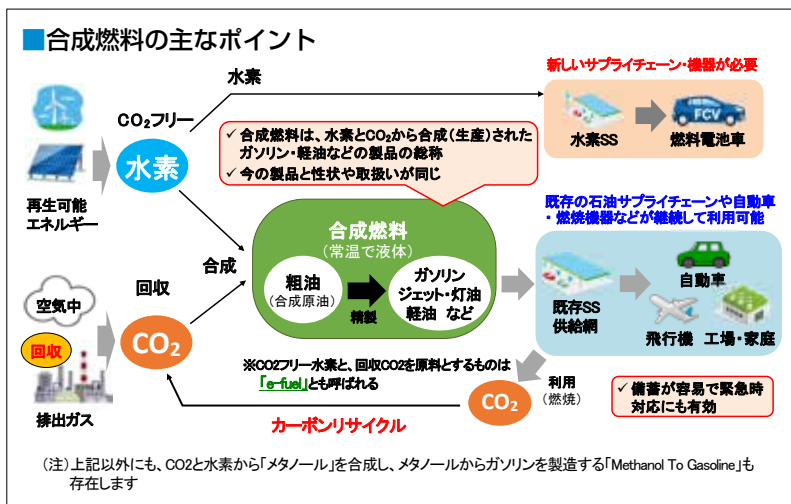 ■合成燃料の主なポイント
水素
新しいサプライチェーン・機器が必要
CO₂フリー
水素
再生可能
エネルギー
✓ 合成燃料は、水素とCO₂から合成(生産)された
ガソリン・軽油などの製品の総称
✓ 今の製品と性状や取扱いが同じ
水素SS
FCV
燃料電池車
既存の石油サプライチェーンや自動車
・燃焼機器などが継続して利用可能
合成
合成燃料
(常温で液体)
粗油
(合成原油)
精製
ガソリン
ジェット・灯油
軽油 など
既存SS
供給網
自動車
飛行機
工場・家庭
空気中
回収
排出ガス
回収
CO₂
※CO2フリー水素と、回収CO2を原料とするものは
「e-fuel」とも呼ばれる
CO₂
利用
(燃焼)
カーボンリサイクル
✓ 備蓄が容易で緊急時
対応にも有効
(注)上記以外にも、CO2と水素から「メタノール」を合成し、メタノールからガソリンを製造する「Methanol To Gasoline」も
存在します